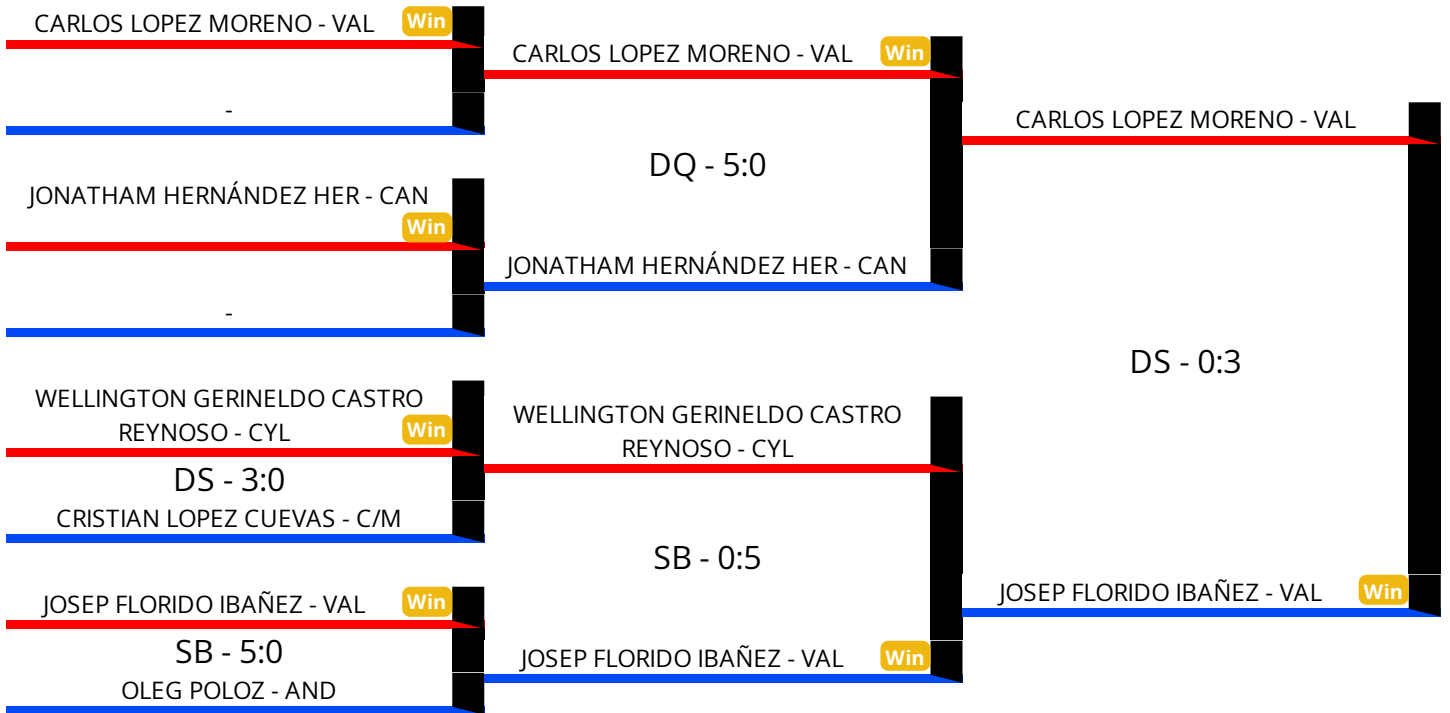 CARLOS LOPEZ MORENO - VAL Win
-
JONATHAM HERNÁNDEZ HER - CAN
Win
-
WELLINGTON GERINELDO CASTRO
REYNOSO - CYL Win
DS - 3:0
CRISTIAN LOPEZ CUEVAS - C/M
JOSEP FLORIDO IBAÑEZ - VAL Win
SB - 5:0
OLEG POLOZ - AND
CARLOS LOPEZ MORENO - VAL Win
DQ - 5:0
JONATHAM HERNÁNDEZ HER - CAN
WELLINGTON GERINELDO CASTRO
REYNOSO - CYL
SB - 0:5
JOSEP FLORIDO IBAÑEZ - VAL Win
CARLOS LOPEZ MORENO - VAL
DS - 0:3
JOSEP FLORIDO IBAÑEZ - VAL Win